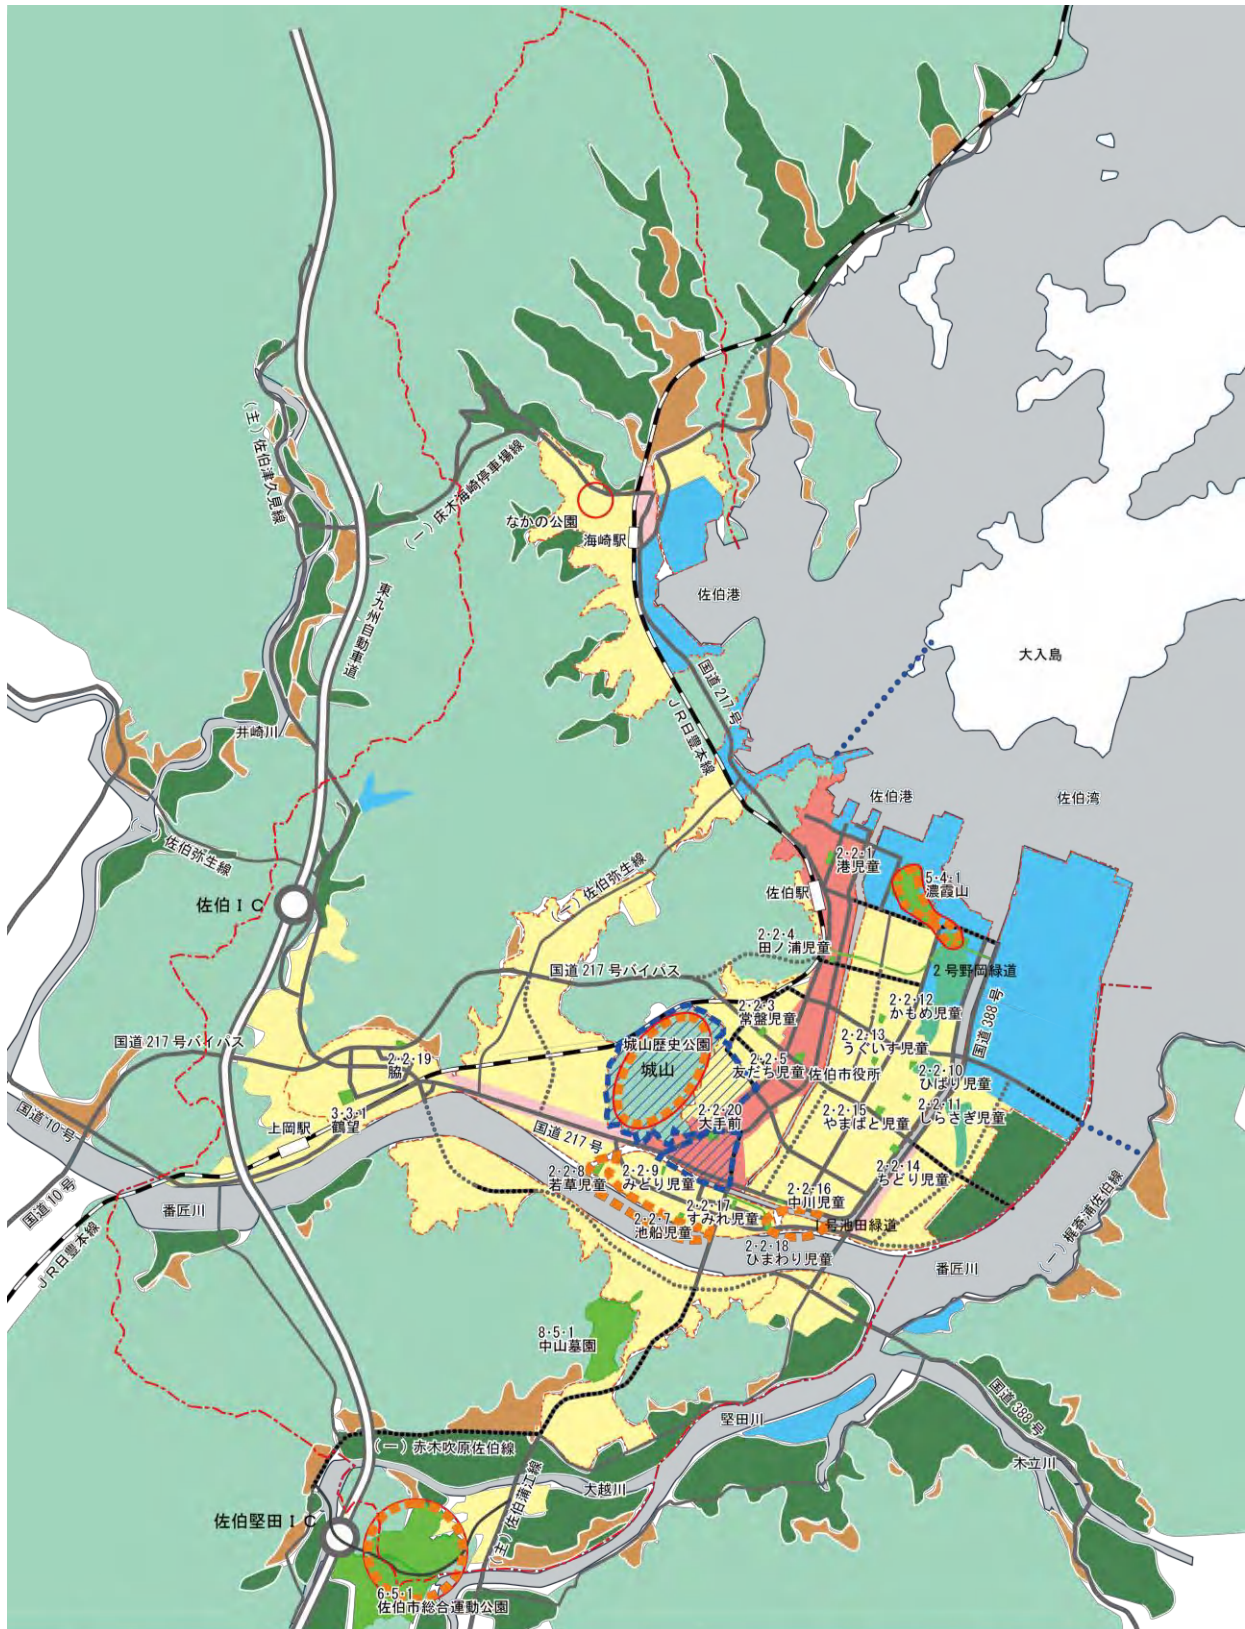 (主)佐伯津久見線
(一)床木海崎停車場線
なかの公園
海崎駅
佐伯港
東九州自動車道
大入島
国道217号
JR日豊本線
井崎川
佐伯港
佐伯湾
(一)佐伯弥生線
2・2・1
港児童
(一)佐伯弥生線
5・4・1
濃霞山
佐伯駅
佐伯IC
2・2・4
田ノ浦児童
国道217号バイパス
2号野岡緑道
2・2・3
常盤児童
2・2・12
かもめ児童
国道388号
国道217号バイパス
城山歴史公園
城山
2・2・13
うぐいす児童
2・2・19
脇
2・2・5
友だち児童
佐伯市役所
2・2・10
ひばり児童
国道10号
3・3・1
鶴望
上岡駅
国道217号
2・2・20
大手前
2・2・15
やまばと児童
2・2・11
しらさぎ児童
2・2・8
若草児童
2・2・9
みどり児童
2・2・14
ちどり児童
国道10号
番匠川
2・2・17
すみれ児童
2・2・16
中川児童
2・2・7
池船児童
1号池田緑道
(一)梶寄浦佐伯線
2・2・18
ひまわり児童
番匠川
JR日豊本線
8・5・1
中山墓園
国道388号
堅田川
(一)赤木吹原佐伯線
木立川
大越川
(主)佐伯蒲江線
佐伯堅田IC
6・5・1
佐伯市総合運動公園